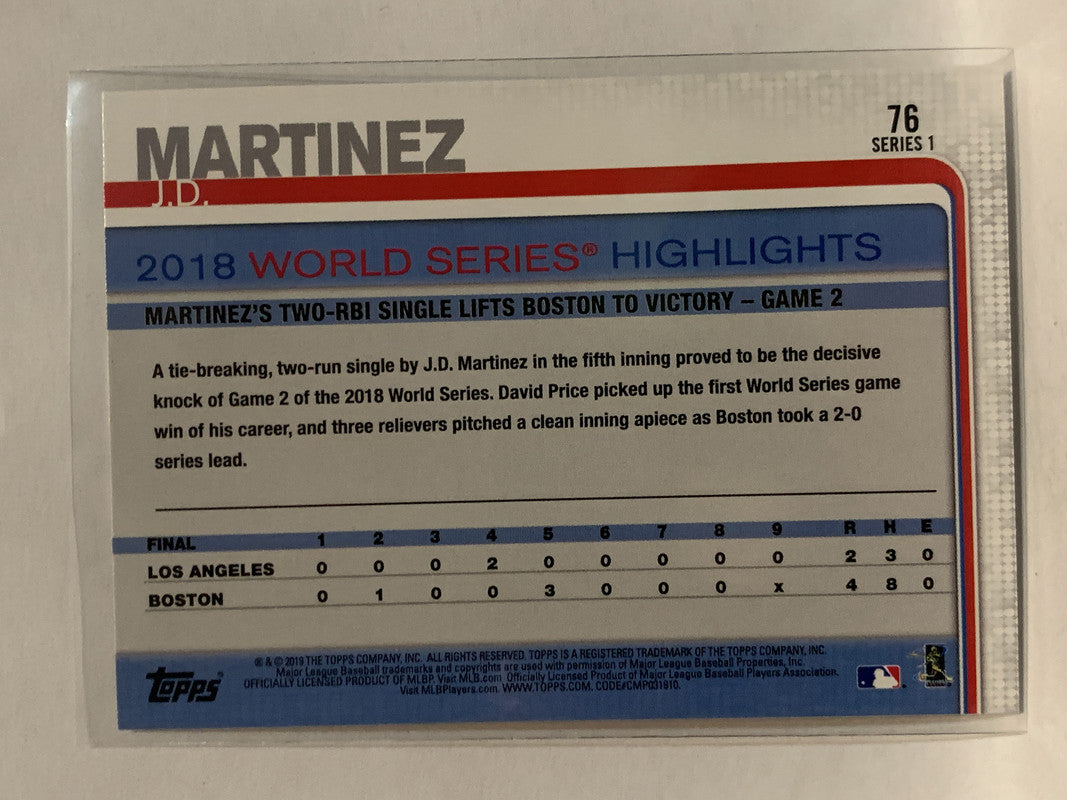 MARTINEZ
J.D.
76
SERIES 1
2018 WORLD SERIES® HIGHLIGHTS
MARTINEZ'S TWO-RBI SINGLE LIFTS BOSTON TO VICTORY – GAME 2
A tie-breaking, two-run single by J.D. Martinez in the fifth inning proved to be the decisive
knock of Game 2 of the 2018 World Series. David Price picked up the first World Series game
win of his career, and three relievers pitched a clean inning apiece as Boston took a 2-0
series lead.
FINAL 1 2 3 4 5 6 7 8 9 R H E
LOS ANGELES 0 0 0 2 0 0 0 0 0 2 3 0
BOSTON 0 1 0 0 3 0 0 0 x 4 8 0
Topps®
® & © 2019 THE TOPPS COMPANY, INC. ALL RIGHTS RESERVED. TOPPS IS A REGISTERED TRADEMARK OF THE TOPPS COMPANY, INC.
Major League Baseball trademarks and copyrights are used with permission of Major League Baseball Properties, Inc.
OFFICIALLY LICENSED PRODUCT OF MLBP. Visit MLB.com. Officially Licensed Product of Major League Baseball Players Association.
Visit MLBPlayers.com. WWW.TOPPS.COM. CODE#CMP031810.